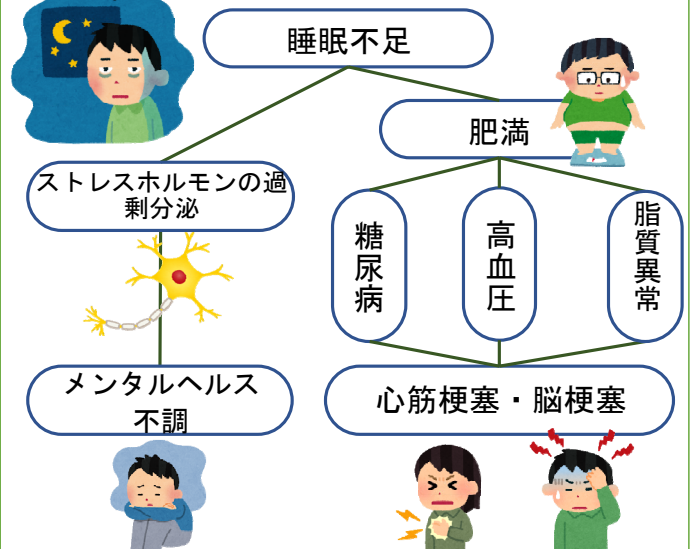 睡眠不足
肥満
ストレスホルモンの過
剰分泌
糖尿病
高血圧
脂質異常
メンタルヘルス
不調
心筋梗塞・脳梗塞